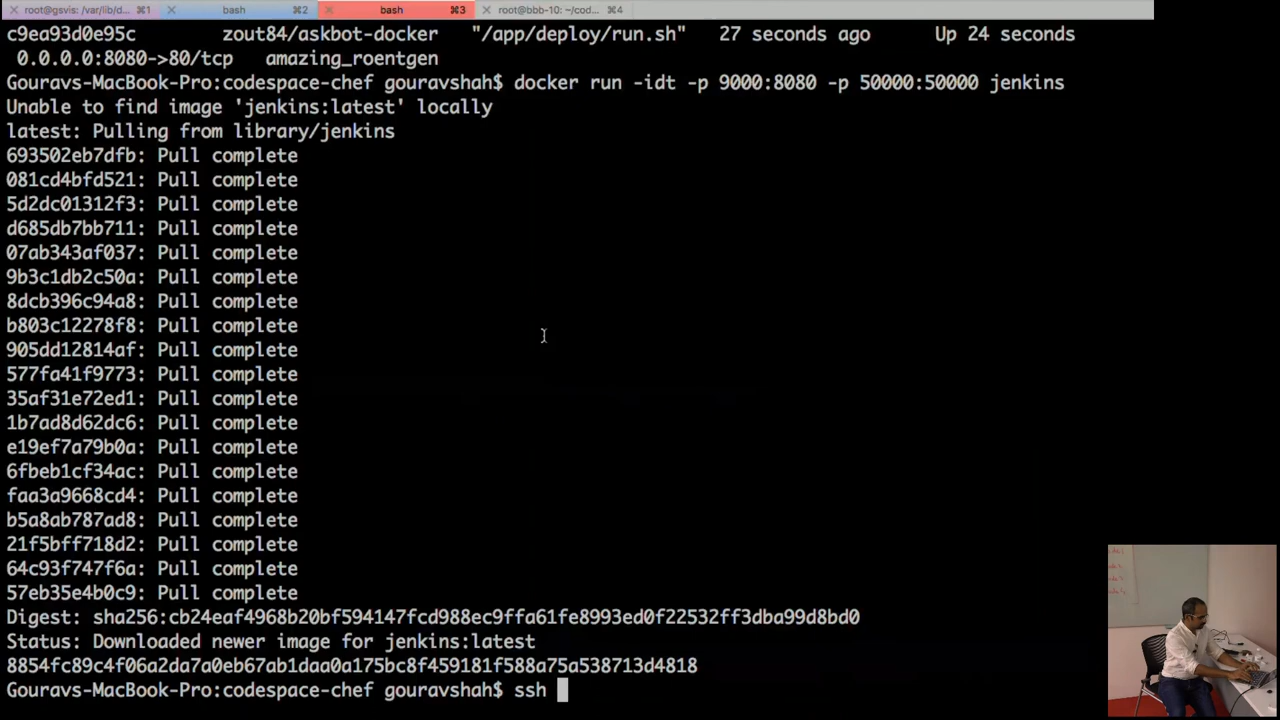 root@gsvis: /var/lib/d... ⌘1 bash ⌘2 bash ⌘3 root@bbb-10: ~/cod... ⌘4
c9ea93d0e95c zout84/askbot-docker "/app/deploy/run.sh" 27 seconds ago Up 24 seconds
0.0.0.0:8080->80/tcp amazing_roentgen
Gouravs-MacBook-Pro:codespace-chef gouravshah$ docker run -idt -p 9000:8080 -p 50000:50000 jenkins
Unable to find image 'jenkins:latest' locally
latest: Pulling from library/jenkins
693502eb7dfb: Pull complete
081cd4bfd521: Pull complete
5d2dc01312f3: Pull complete
d685db7bb711: Pull complete
07ab343af037: Pull complete
9b3c1db2c50a: Pull complete
8dcb396c94a8: Pull complete
b803c12278f8: Pull complete
905dd12814af: Pull complete
577fa41f9773: Pull complete
35af31e72ed1: Pull complete
1b7ad8d62dc6: Pull complete
e19ef7a79b0a: Pull complete
6fbeb1cf34ac: Pull complete
faa3a9668cd4: Pull complete
b5a8ab787ad8: Pull complete
21f5bff718d2: Pull complete
64c93f747f6a: Pull complete
57eb35e4b0c9: Pull complete
Digest: sha256:cb24eaf4968b20bf594147fcd988ec9ffa61fe8993ed0f22532ff3dba99d8bd0
Status: Downloaded newer image for jenkins:latest
8854fc89c4f06a2da7a0eb67ab1daa0a175bc8f459181f588a75a538713d4818
Gouravs-MacBook-Pro:codespace-chef gouravshah$ ssh